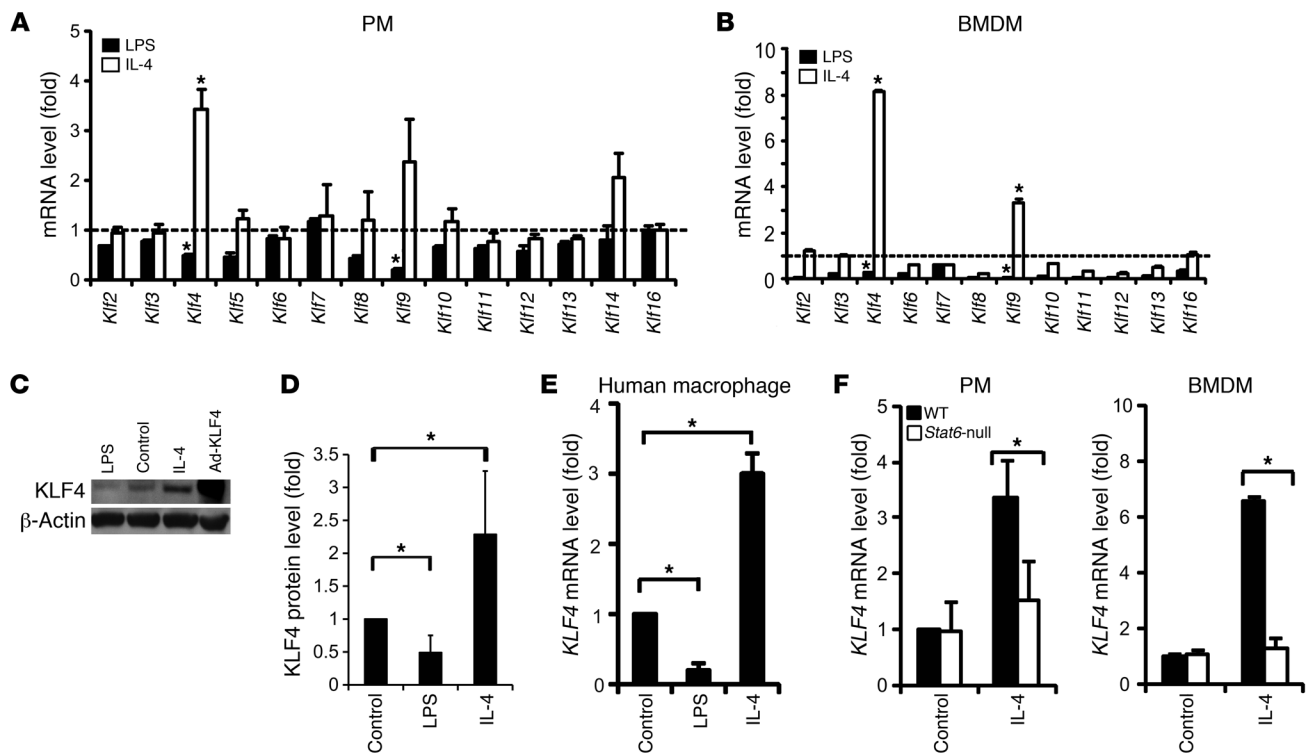 A
PM
5
4
3
2
1
0
mRNA level (fold)
LPS
IL-4
*
*
*
Klf2
Klf3
Klf4
Klf5
Klf6
Klf7
Klf8
Klf9
Klf10
Klf11
Klf12
Klf13
Klf14
Klf16
B
BMDM
10
8
6
4
2
0
mRNA level (fold)
LPS
IL-4
*
*
*
*
Klf2
Klf3
Klf4
Klf6
Klf7
Klf8
Klf9
Klf10
Klf11
Klf12
Klf13
Klf16
C
LPS
Control
IL-4
Ad-KLF4
KLF4
β-Actin
D
KLF4 protein level (fold)
3.5
3
2.5
2
1.5
1
0.5
0
*
*
Control
LPS
IL-4
E
Human macrophage
KLF4 mRNA level (fold)
4
3
2
1
0
*
*
Control
LPS
IL-4
F
PM
KLF4 mRNA level (fold)
5
4
3
2
1
0
WT
Stat6-null
*
Control
IL-4
BMDM
KLF4 mRNA level (fold)
10
8
6
4
2
0
*
Control
IL-4